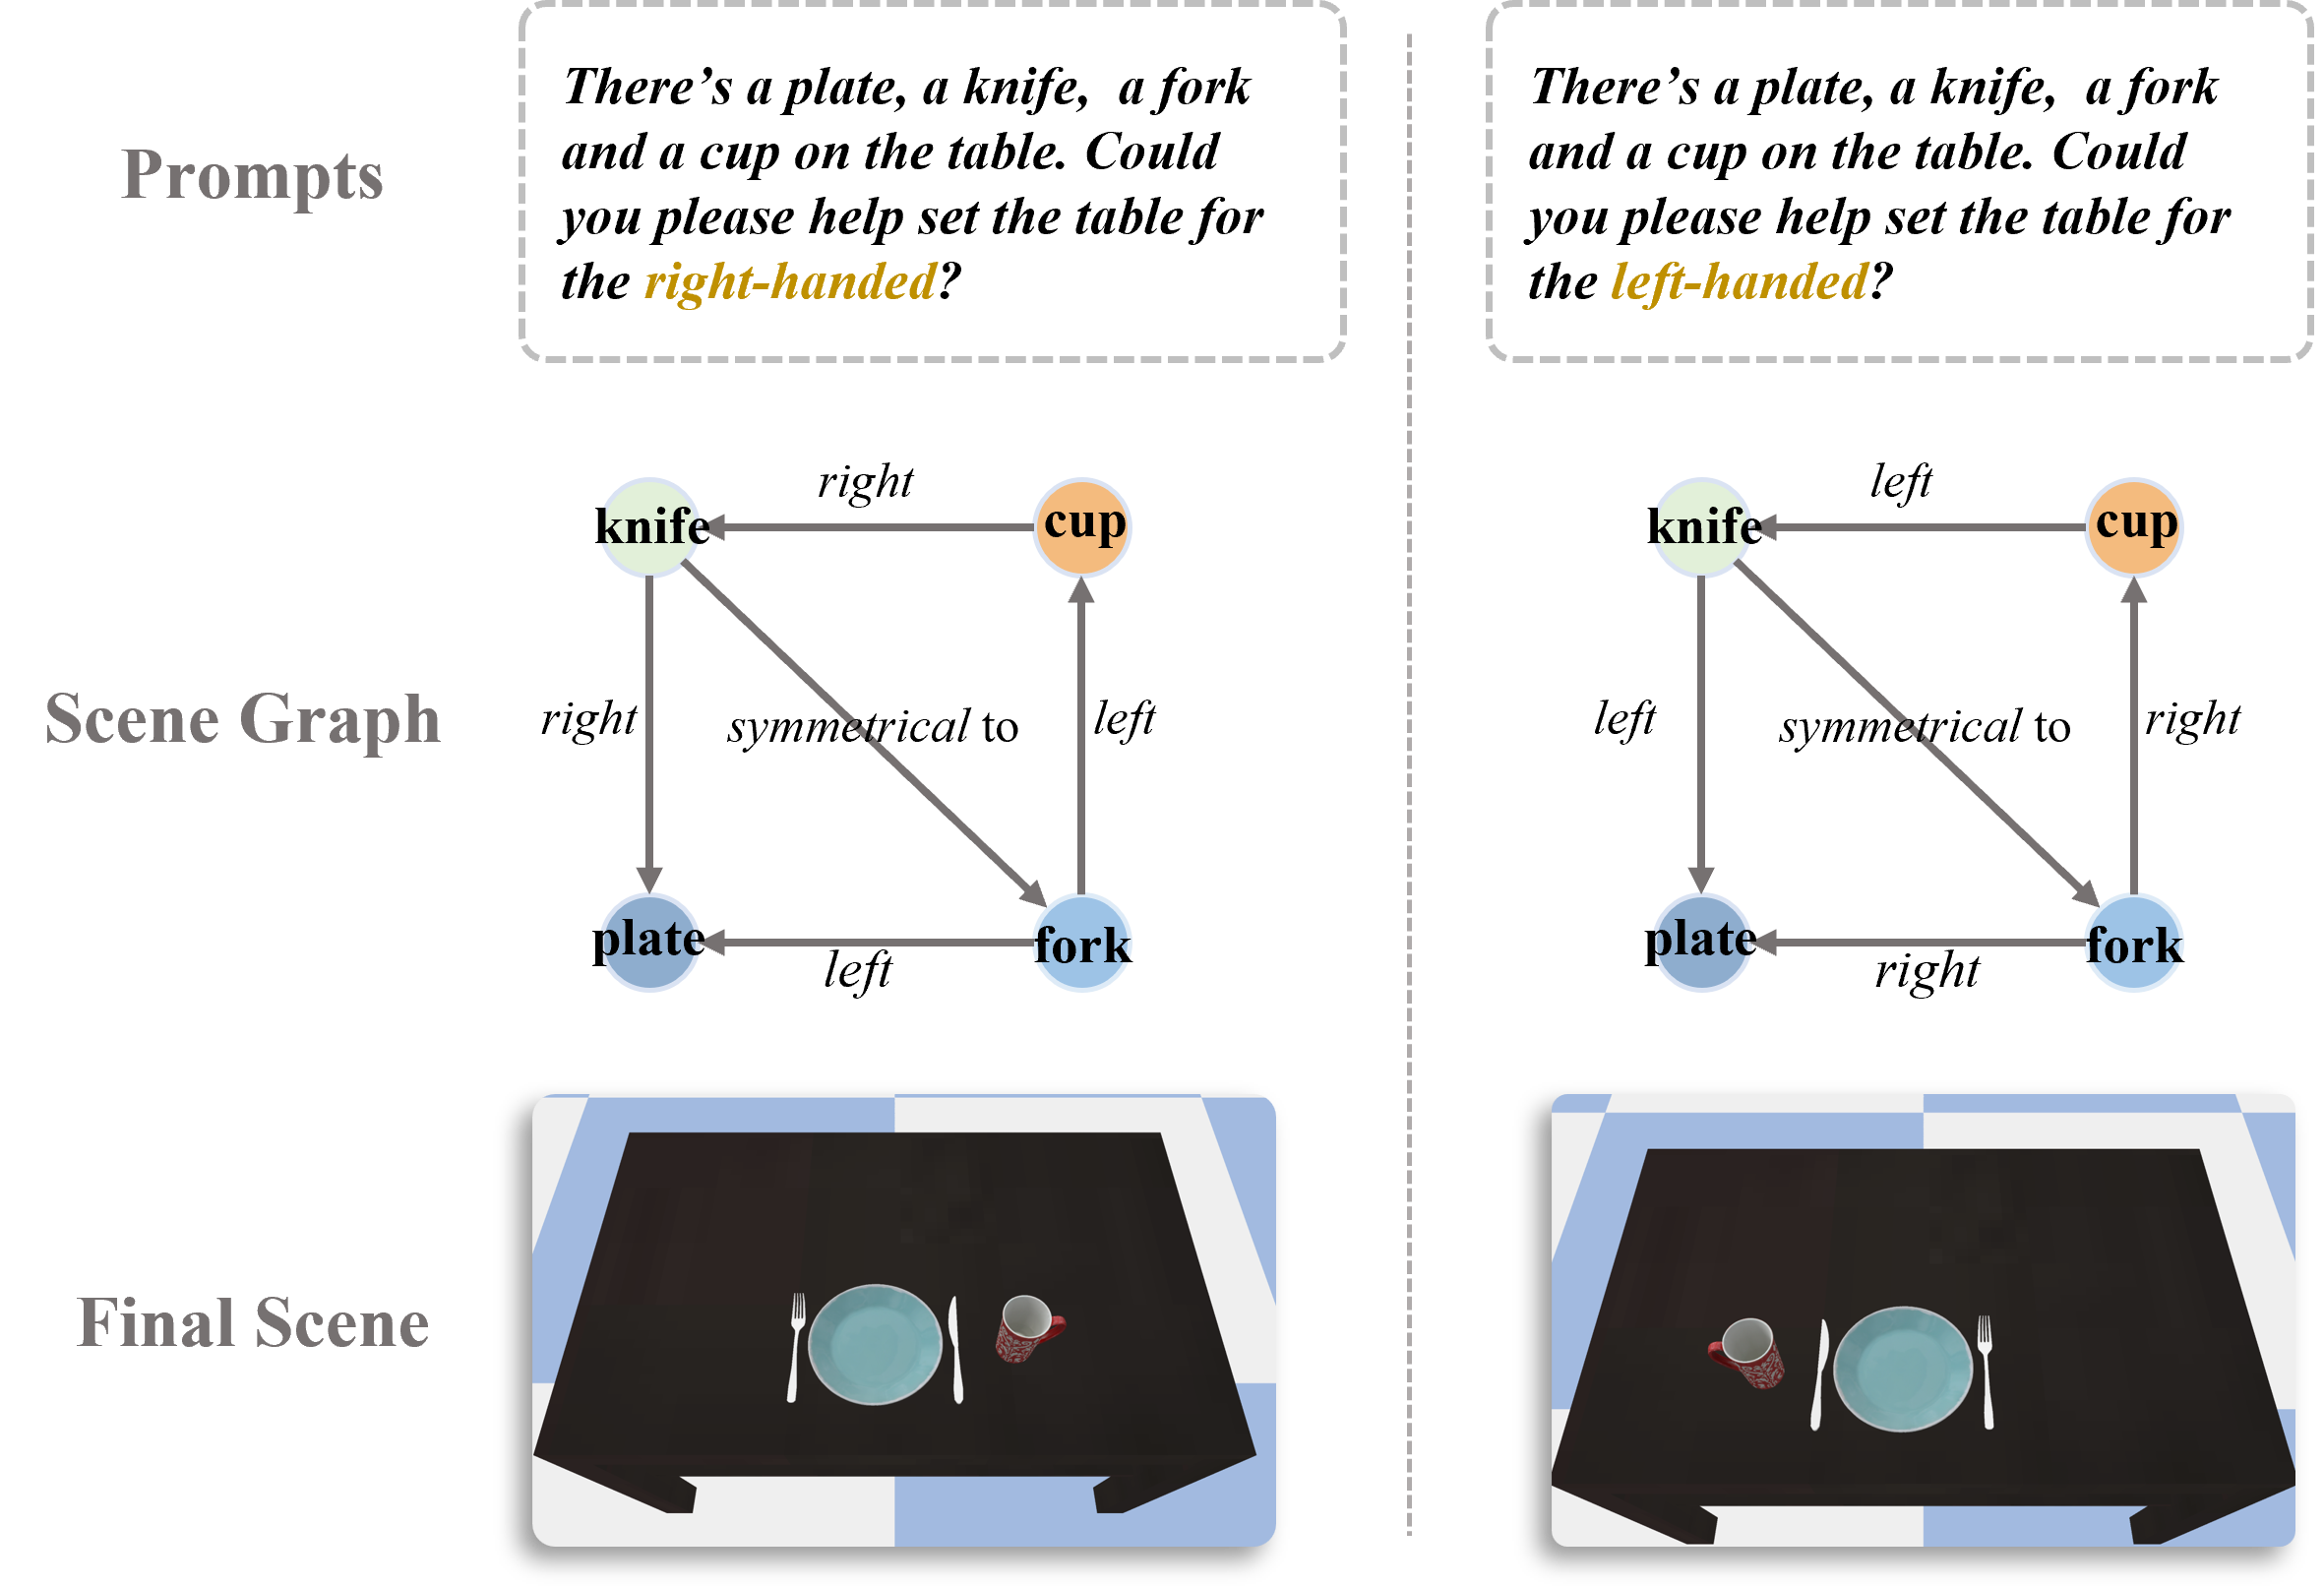 Prompts
There’s a plate, a knife, a fork
and a cup on the table. Could
you please help set the table for
the right-handed?
There’s a plate, a knife, a fork
and a cup on the table. Could
you please help set the table for
the left-handed?
Scene Graph
right
knife
cup
right
symmetrical to
left
plate
fork
left
left
knife
cup
left
symmetrical to
right
plate
fork
right
Final Scene